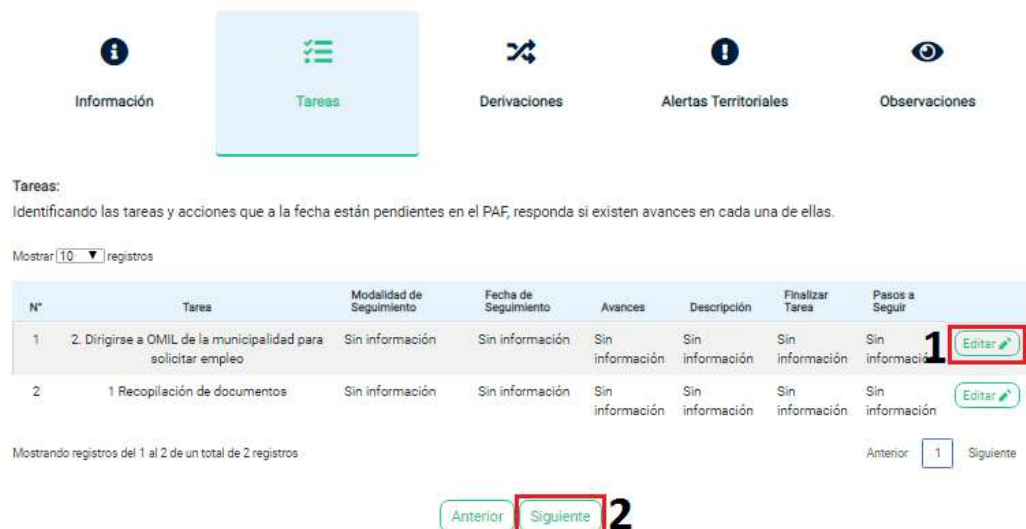 Información
Tareas
Derivaciones
Alertas Territoriales
Observaciones
Tareas:
Identificando las tareas y acciones que a la fecha están pendientes en el PAF, responda si existen avances en cada una de ellas.
Mostrar 10 registros
N° Tarea Modalidad de Seguimiento Fecha de Seguimiento Avances Descripción Finalizar Tarea Pasos a Seguir
1 2. Dirigirse a OMIL de la municipalidad para solicitar empleo Sin información Sin información Sin información Sin información Sin información Sin información 1 Editar
2 1 Recopilación de documentos Sin información Sin información Sin información Sin información Sin información Sin información Editar
Mostrando registros del 1 al 2 de un total de 2 registros
Anterior 1 Siguiente
Anterior Siguiente 2